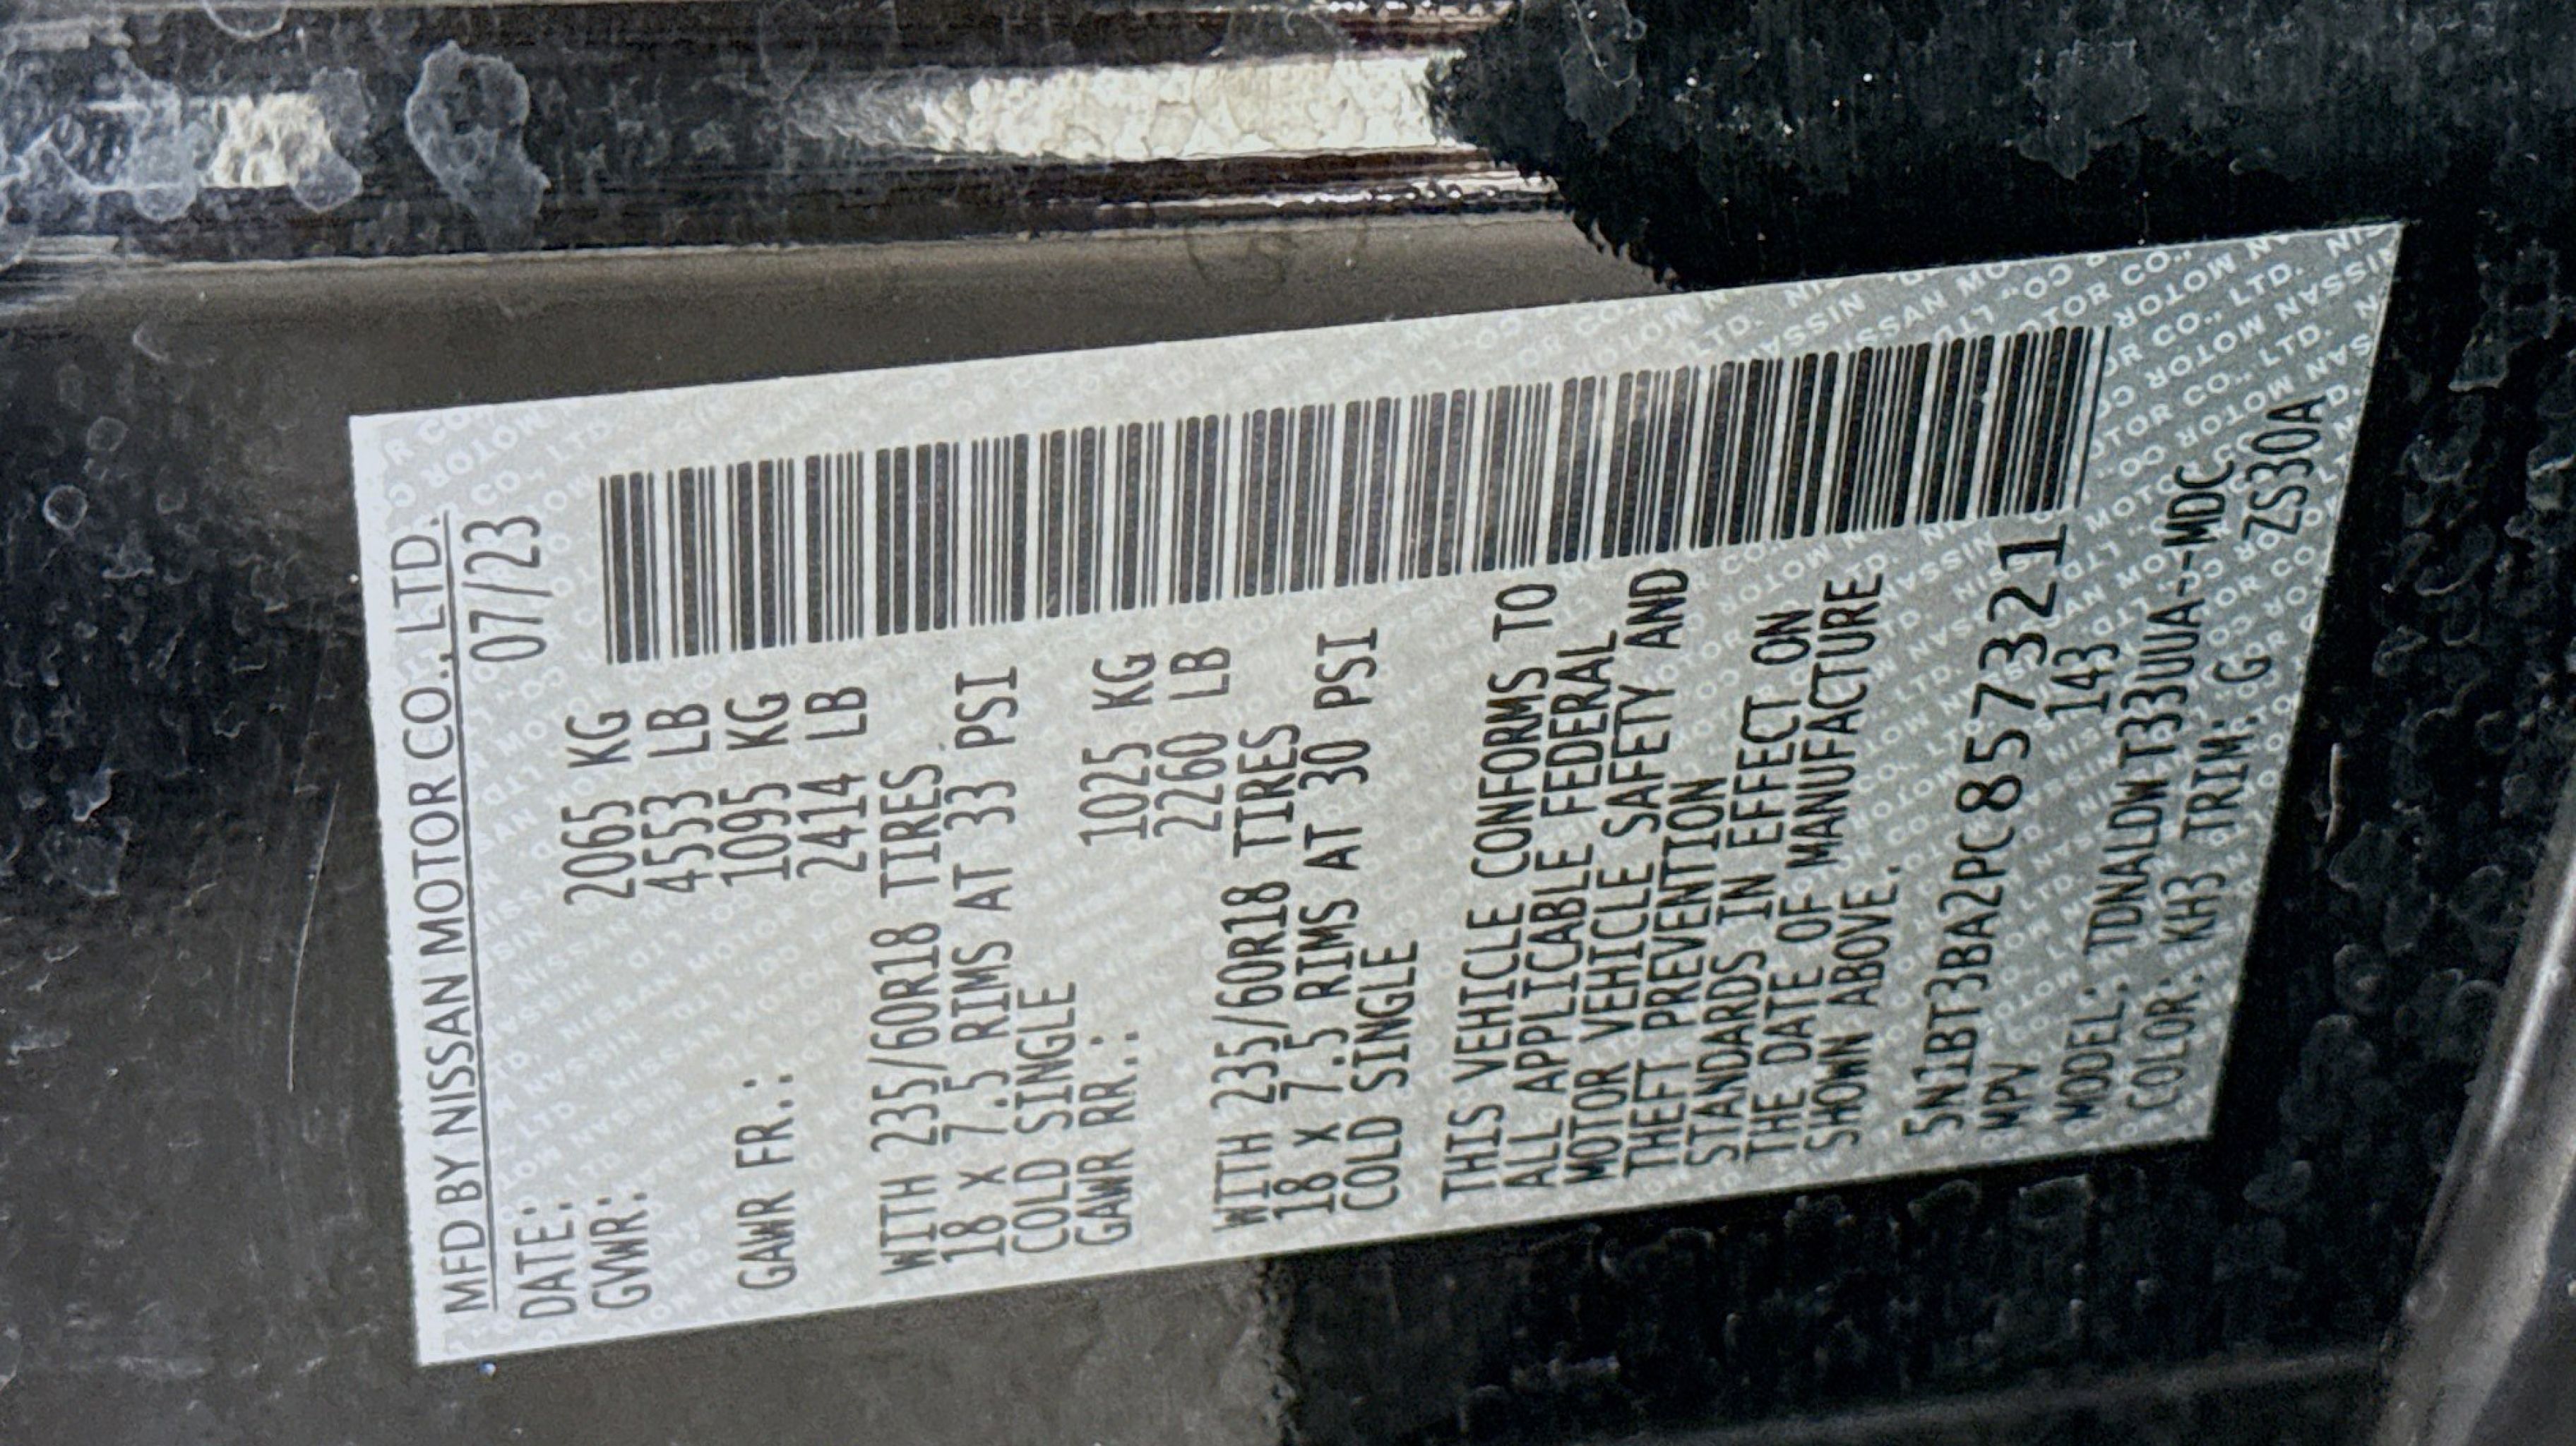 MFD BY NISSAN MOTOR CO., LTD.
DATE: 07/23
GVWR: 2065 KG
4553 LB
GAWR FR.: 1095 KG
2414 LB
WITH 235/60R18 TIRES
18 x 7.5 RIMS AT 33 PSI
COLD SINGLE
GAWR RR.: 1025 KG
2260 LB
WITH 235/60R18 TIRES
18 x 7.5 RIMS AT 30 PSI
COLD SINGLE
THIS VEHICLE CONFORMS TO
ALL APPLICABLE FEDERAL
MOTOR VEHICLE SAFETY AND
THEFT PREVENTION
STANDARDS IN EFFECT ON
THE DATE OF MANUFACTURE
SHOWN ABOVE.
5N1BT3BA2PC857321
MPV 143
MODEL: TDNALDWT33UUA--MDC
COLOR: KH3 TRIM: G
ZS30A